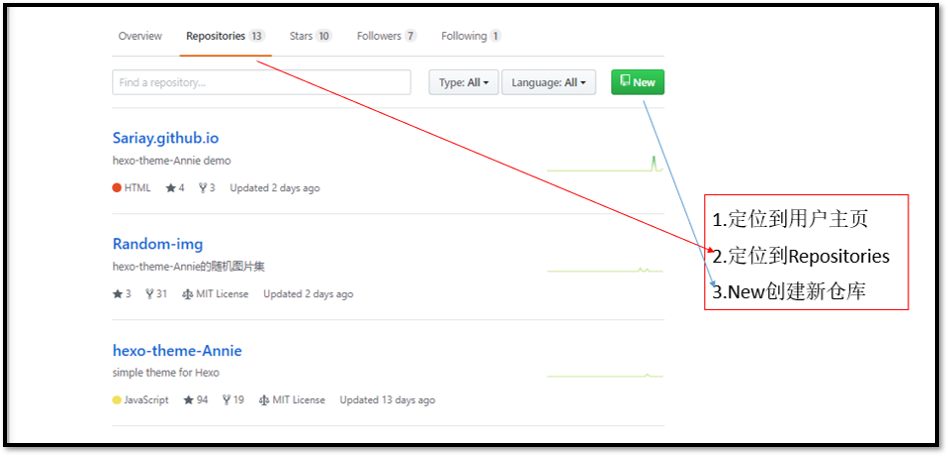 Overview Repositories 13 Stars 10 Followers 7 Following 1
Find a repository... Type: All Language: All New
Sariay.github.io
hexo-theme-Annie demo
HTML 4 3 Updated 2 days ago
1.定位到用户主页
2.定位到Repositories
3.New创建新仓库
Random-img
hexo-theme-Annie的随机图片集
3 31 MIT License Updated 2 days ago
hexo-theme-Annie
simple theme for Hexo
JavaScript 94 19 MIT License Updated 13 days ago